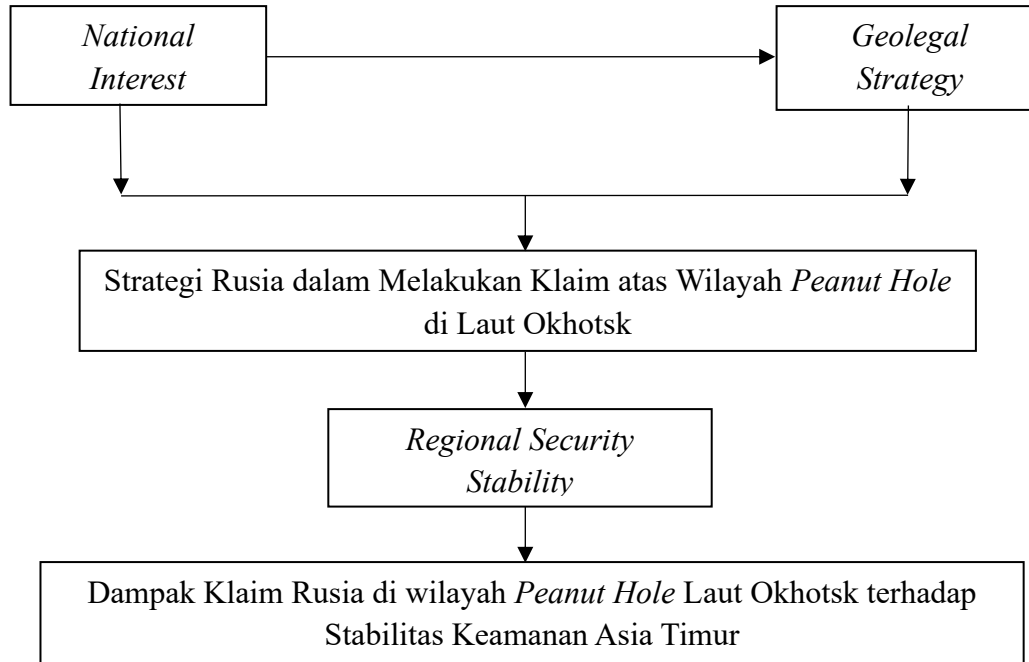 National
Interest
Geolegal
Strategy
Strategi Rusia dalam Melakukan Klaim atas Wilayah Peanut Hole
di Laut Okhotsk
Regional Security
Stability
Dampak Klaim Rusia di wilayah Peanut Hole Laut Okhotsk terhadap
Stabilitas Keamanan Asia Timur